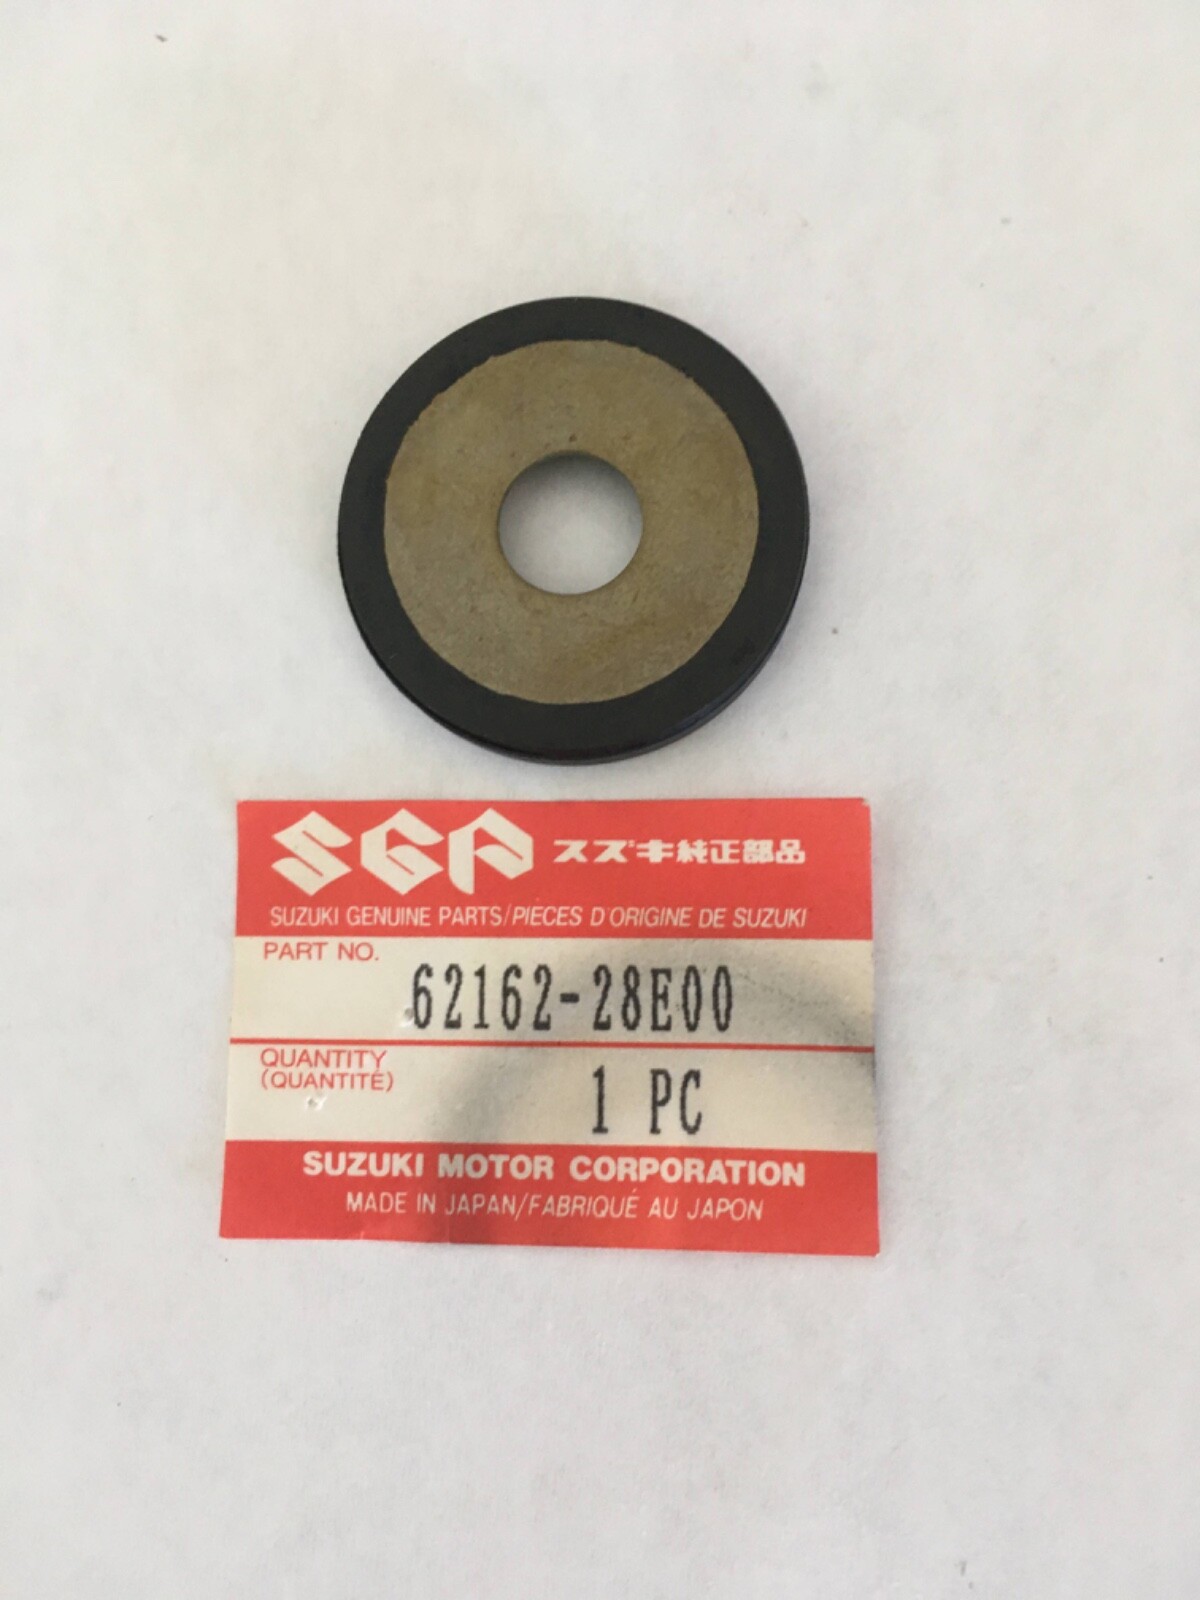 SGP スズキ純正部品
SUZUKI GENUINE PARTS/PIECES D'ORIGINE DE SUZUKI
PART NO.
62162-28E00
QUANTITY
(QUANTITÉ)
1 PC
SUZUKI MOTOR CORPORATION
MADE IN JAPAN/FABRIQUÉ AU JAPON